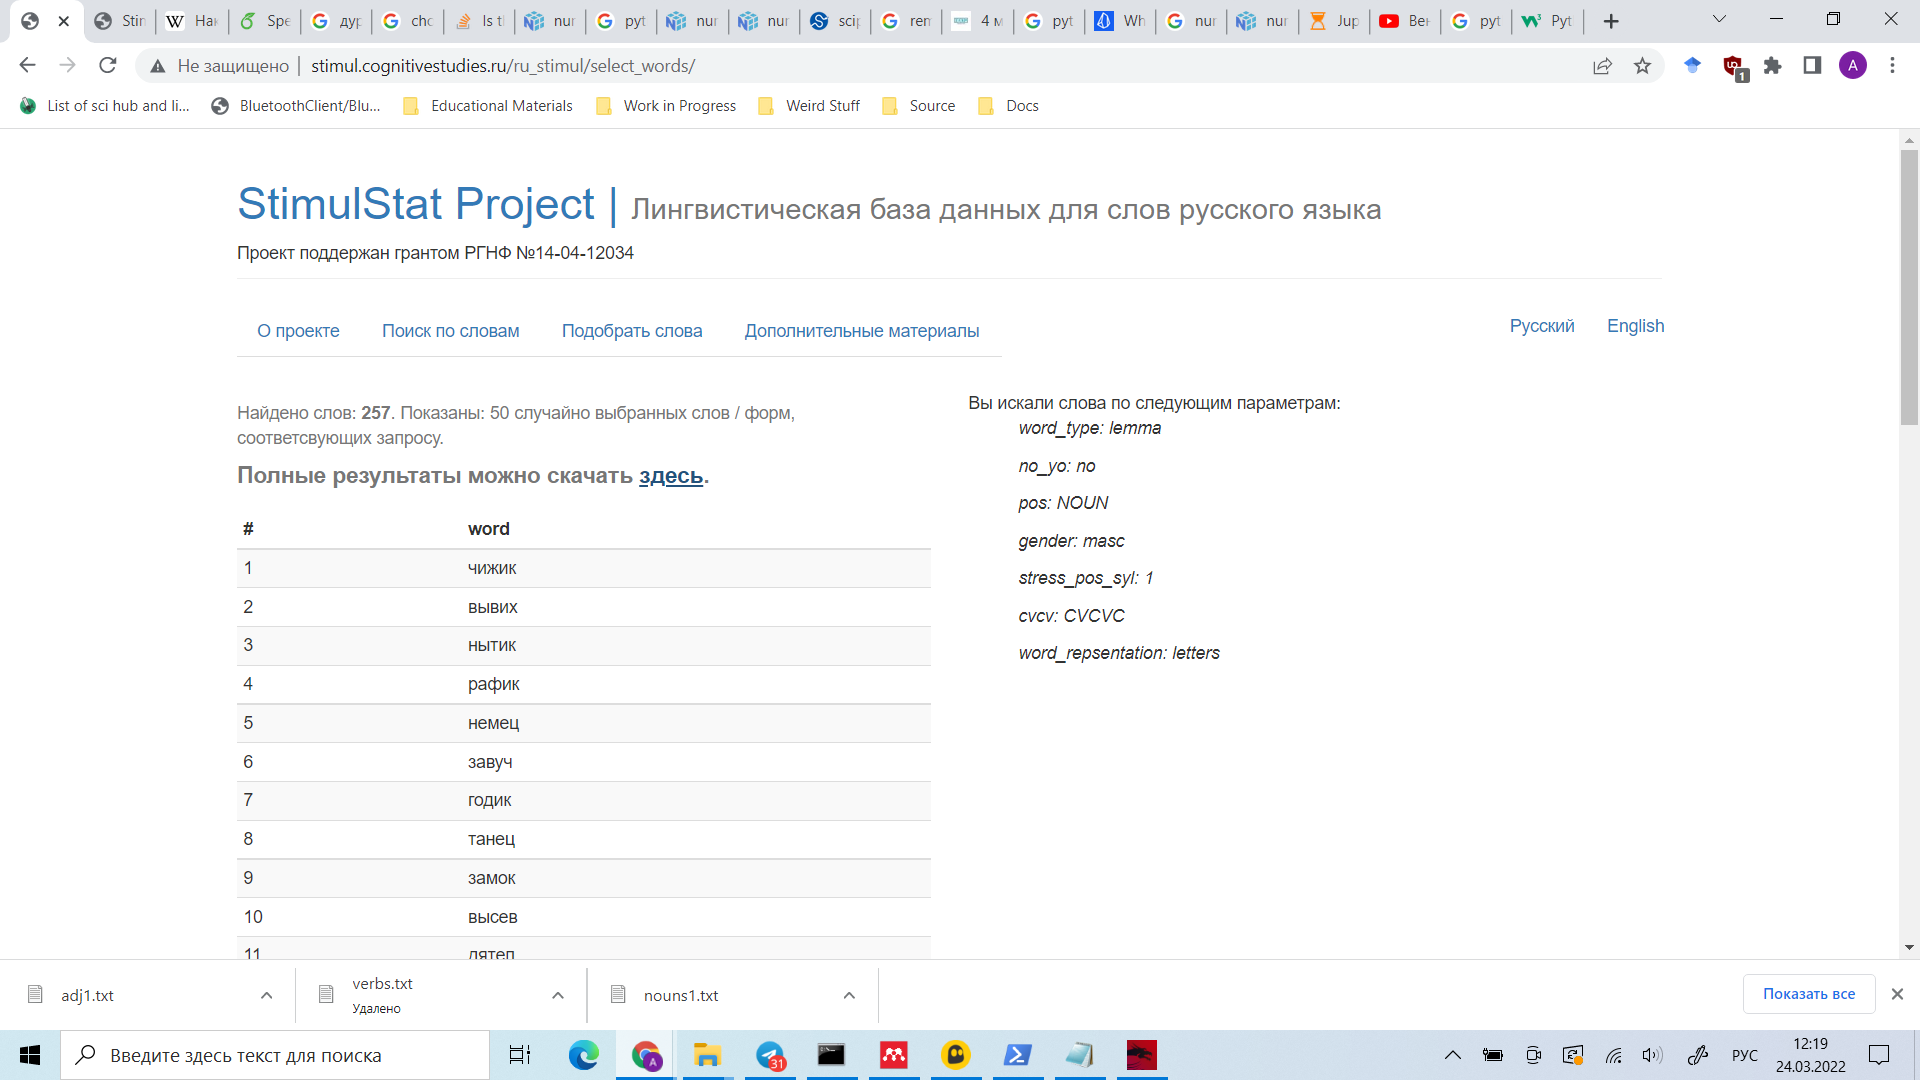 Stin
Нак
Spe
дур
cho
Is t
nur
pyt
nur
nur
scip
rem
4 м
pyt
Wh
nur
nur
Jup
Вен
pyt
Pyt
Не защищено
stimul.cognitivestudies.ru/ru_stimul/select_words/
1
A
List of sci hub and li...
BluetoothClient/Blu...
Educational Materials
Work in Progress
Weird Stuff
Source
Docs
StimulStat Project | Лингвистическая база данных для слов русского языка
Проект поддержан грантом РГНФ №14-04-12034
О проекте
Поиск по словам
Подобрать слова
Дополнительные материалы
Русский
English
Найдено слов: 257. Показаны: 50 случайно выбранных слов / форм,
соответсвующих запросу.
Полные результаты можно скачать здесь.
# word
1 чижик
2 вывих
3 нытик
4 рафик
5 немец
6 завуч
7 годик
8 танец
9 замок
10 высев
11 дятел
Вы искали слова по следующим параметрам:
word_type: lemma
no_yo: no
pos: NOUN
gender: masc
stress_pos_syl: 1
cvcv: CVCVC
word_repsentation: letters
adj1.txt
verbs.txt
Удалено
nouns1.txt
Показать все
Введите здесь текст для поиска
A
31
РУС
12:19
24.03.2022